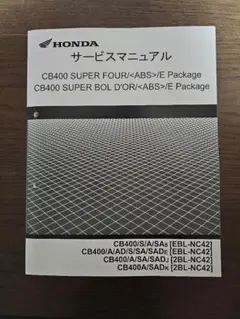 HONDA
サービスマニュアル
CB400 SUPER FOUR/<ABS>/E Package
CB400 SUPER BOL D'OR/<ABS>/E Package
CB400/S/A/SA8 [EBL-NC42]
CB400/A/AD/S/SA/SADE [EBL-NC42]
CB400/A/SA/SADJ [2BL-NC42]
CB400A/SADK [2BL-NC42]